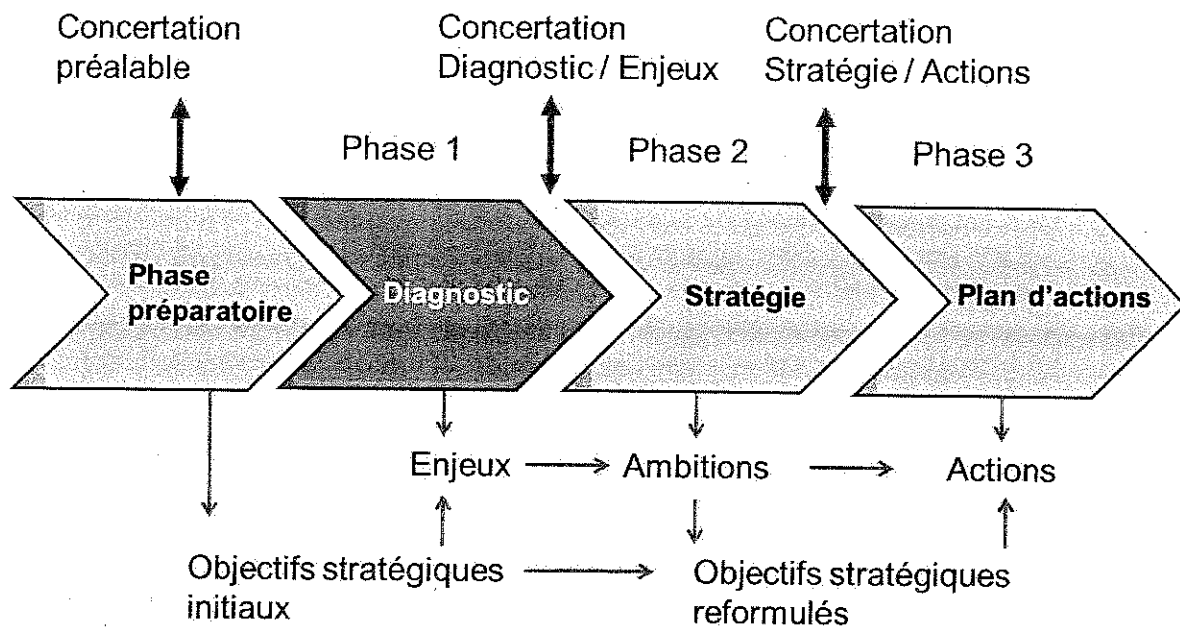 Concertation
préalable
Concertation
Diagnostic / Enjeux
Concertation
Stratégie / Actions
Phase 1
Phase 2
Phase 3
Phase
préparatoire
Diagnostic
Stratégie
Plan d'actions
Enjeux
Ambitions
Actions
Objectifs stratégiques
initiaux
Objectifs stratégiques
reformulés